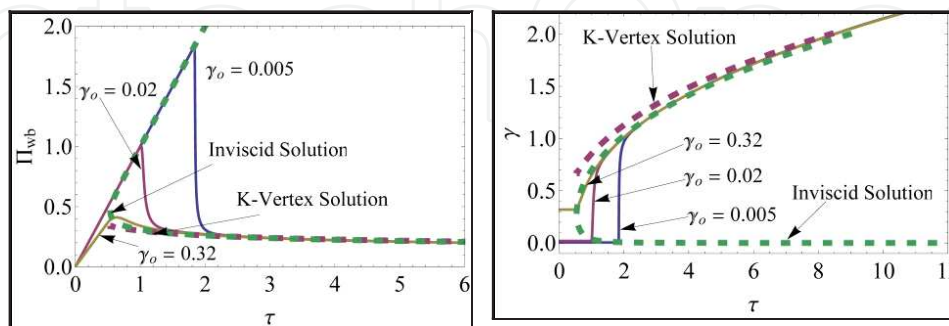 2.0
1.5
1.0
0.5
0.0
Πwb
γo = 0.02
γo = 0.005
Inviscid Solution
K-Vertex Solution
γo = 0.32
0 1 2 3 4 5 6
τ
2.0
1.5
1.0
0.5
0.0
γ
K-Vertex Solution
γo = 0.32
γo = 0.02
γo = 0.005
Inviscid Solution
0 2 4 6 8 10
τ